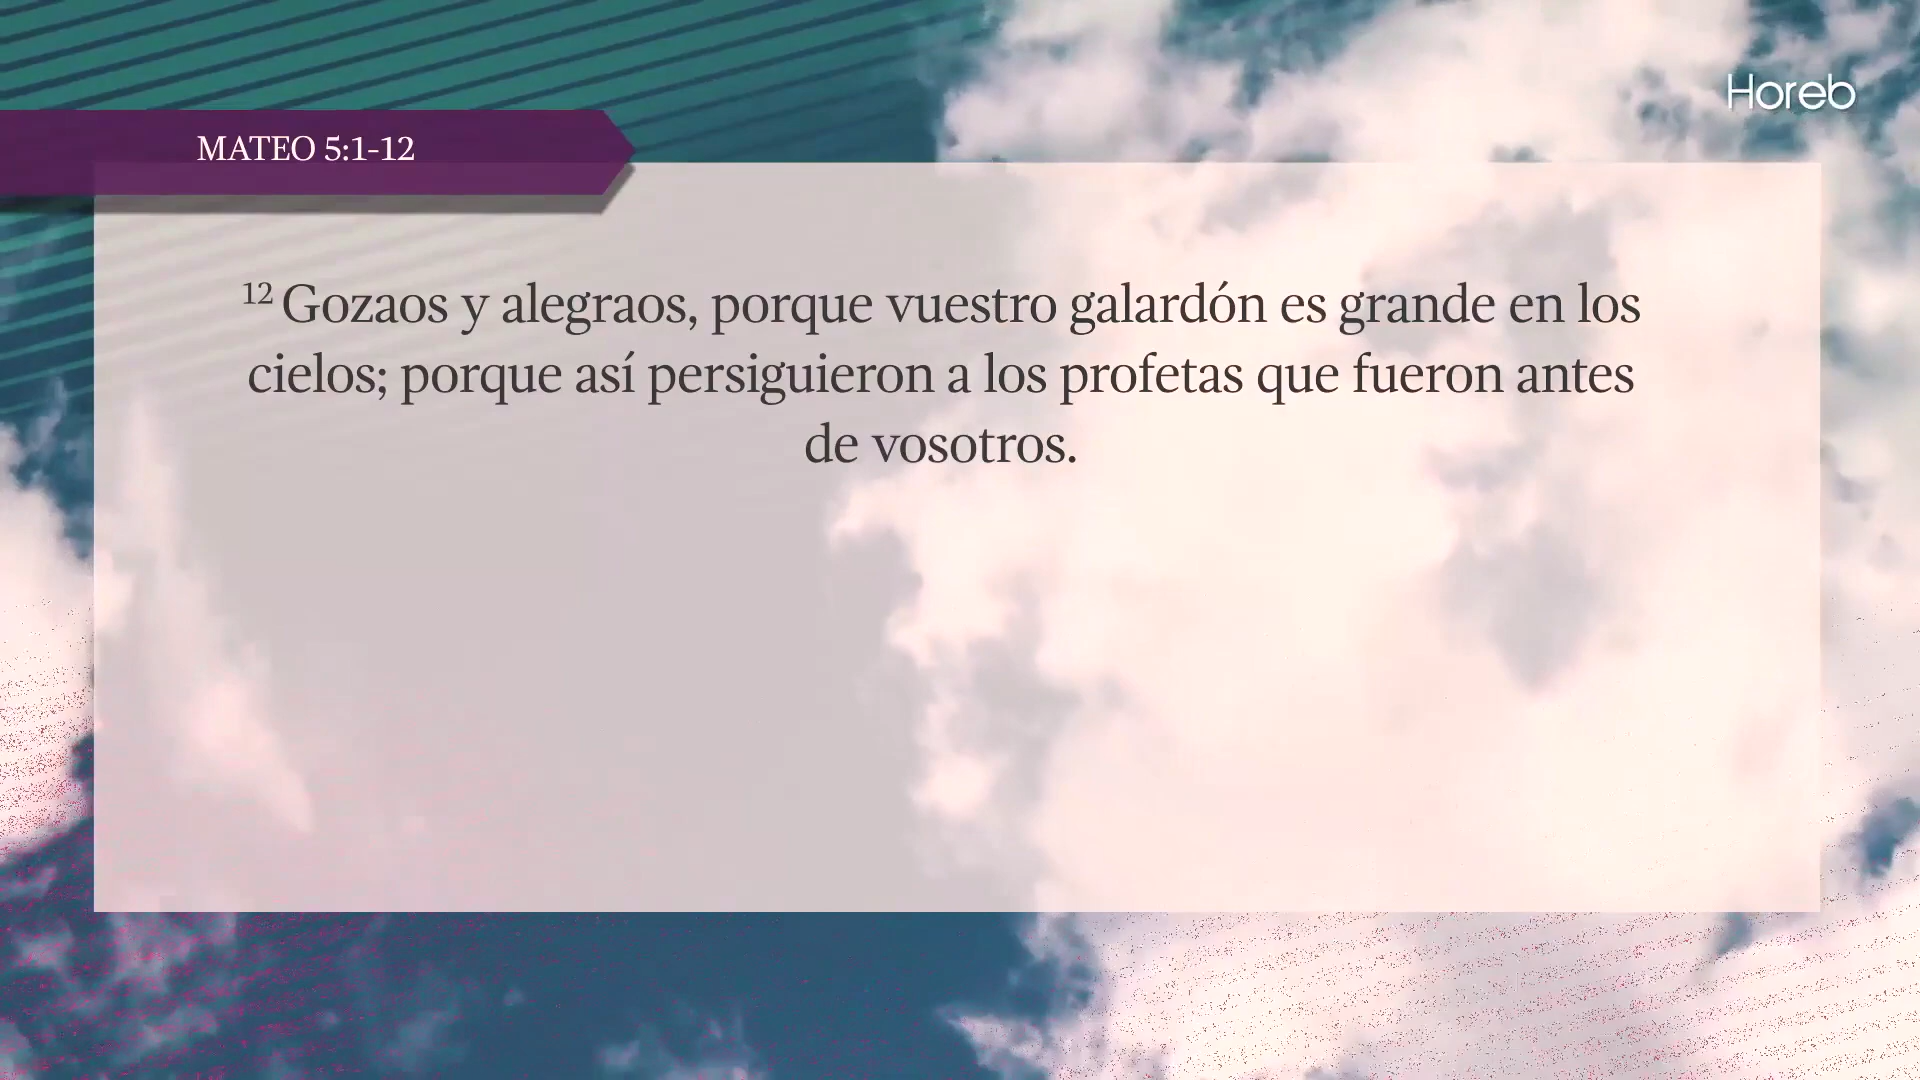 Horeb
MATEO 5:1-12
12 Gozaos y alegraos, porque vuestro galardón es grande en los
cielos; porque así persiguieron a los profetas que fueron antes
de vosotros.